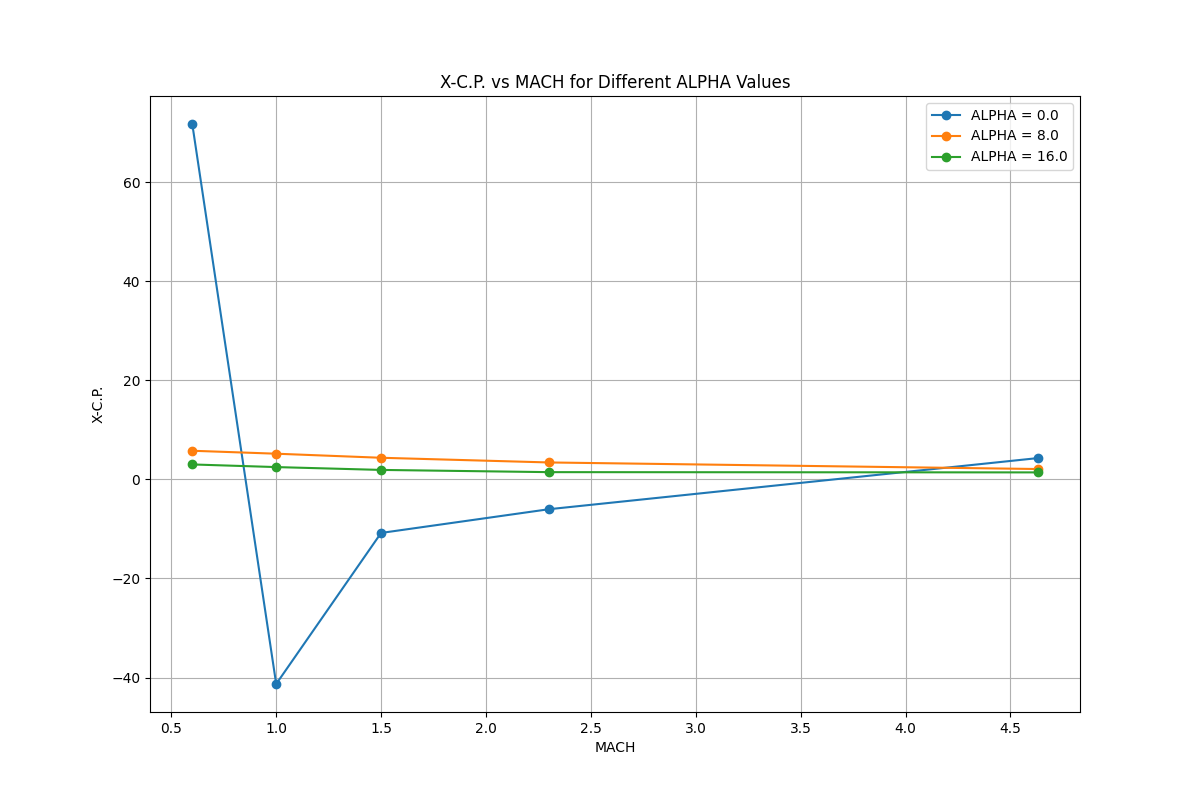 X-C.P. vs MACH for Different ALPHA Values
ALPHA = 0.0
ALPHA = 8.0
ALPHA = 16.0
X-C.P.
60
40
20
0
−20
−40
0.5 1.0 1.5 2.0 2.5 3.0 3.5 4.0 4.5
MACH